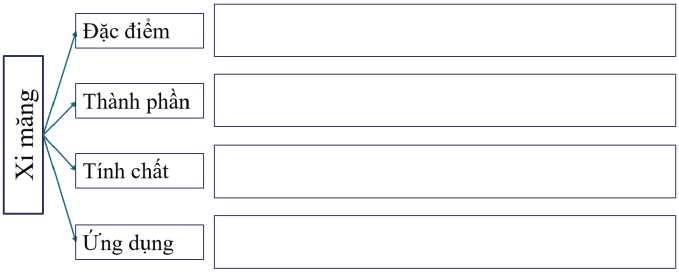 Xi măng
Đặc điểm
Thành phần
Tính chất
Ứng dụng